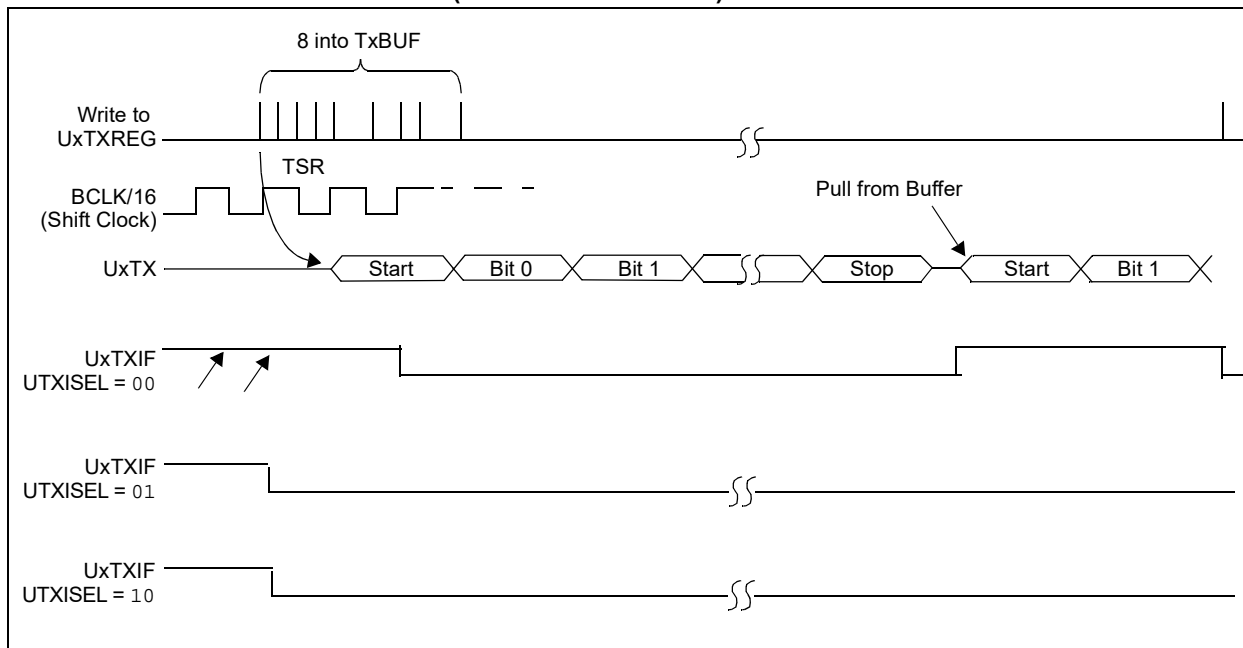 8 into TxBUF
Write to
UxTXREG
TSR
BCLK/16
(Shift Clock)
Pull from Buffer
UxTX
Start
Bit 0
Bit 1
Stop
Start
Bit 1
UxTXIF
UTXISEL = 00
UxTXIF
UTXISEL = 01
UxTXIF
UTXISEL = 10